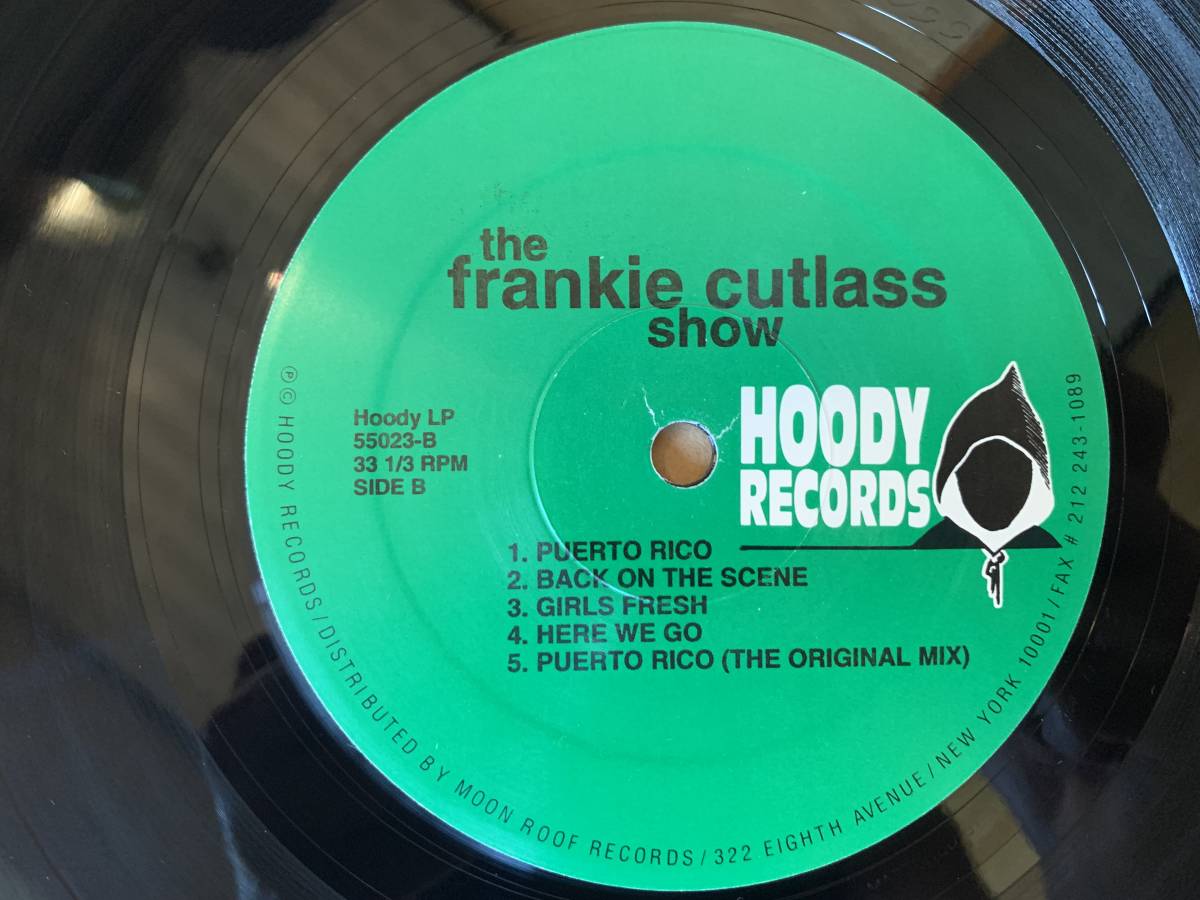 the
frankie cutlass
show
HOODY
RECORDS
Hoody LP
55023-B
33 1/3 RPM
SIDE B
1. PUERTO RICO
2. BACK ON THE SCENE
3. GIRLS FRESH
4. HERE WE GO
5. PUERTO RICO (THE ORIGINAL MIX)
℗© HOODY RECORDS/DISTRIBUTED BY MOON ROOF RECORDS/322 EIGHTH AVENUE/NEW YORK 10001/FAX # 212 243-1089